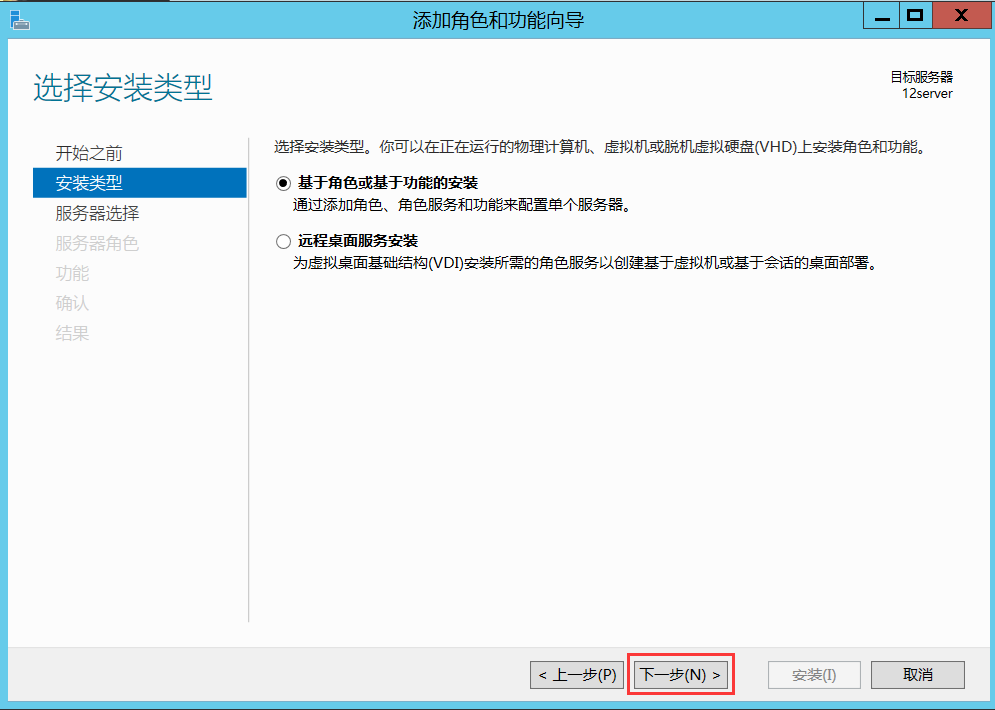 添加角色和功能向导
选择安装类型
目标服务器
12server
开始之前
安装类型
服务器选择
服务器角色
功能
确认
结果
选择安装类型。你可以在正在运行的物理计算机、虚拟机或脱机虚拟硬盘(VHD)上安装角色和功能。
基于角色或基于功能的安装
通过添加角色、角色服务和功能来配置单个服务器。
远程桌面服务安装
为虚拟桌面基础结构(VDI)安装所需的角色服务以创建基于虚拟机或基于会话的桌面部署。
< 上一步(P)
下一步(N) >
安装(I)
取消